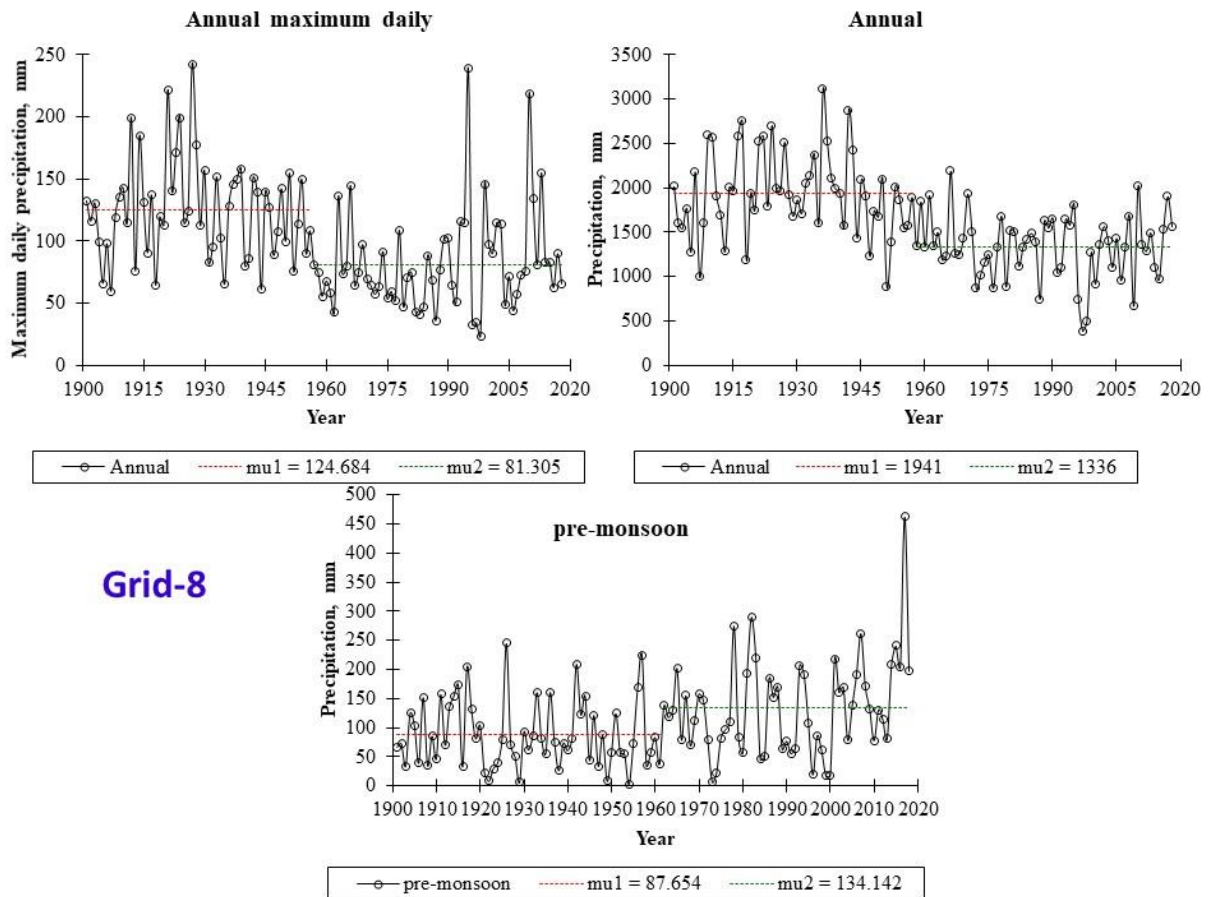 Annual maximum daily
Maximum daily precipitation, mm
250
200
150
100
50
0
1900 1915 1930 1945 1960 1975 1990 2005 2020
Year
Annual mu1 = 124.684 mu2 = 81.305
Annual
Precipitation, mm
3500
3000
2500
2000
1500
1000
500
0
1900 1915 1930 1945 1960 1975 1990 2005 2020
Year
Annual mu1 = 1941 mu2 = 1336
Grid-8
pre-monsoon
Precipitation, mm
500
450
400
350
300
250
200
150
100
50
0
1900 1910 1920 1930 1940 1950 1960 1970 1980 1990 2000 2010 2020
Year
pre-monsoon mu1 = 87.654 mu2 = 134.142